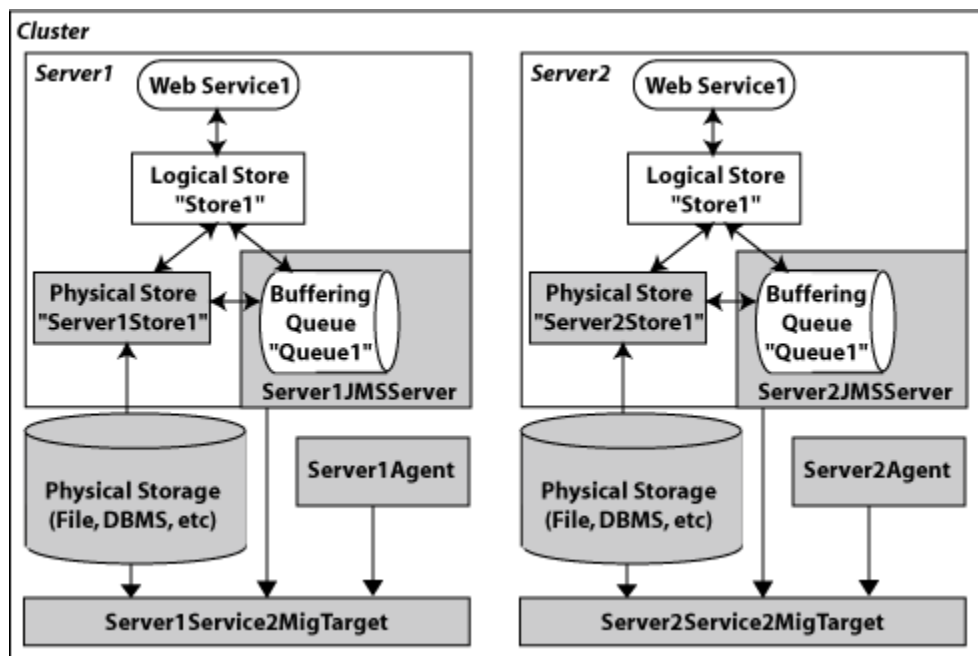 Cluster
Server1
Web Service1
Logical Store
"Store1"
Physical Store
"Server1Store1"
Buffering
Queue
"Queue1"
Server1JMSServer
Physical Storage
(File, DBMS, etc)
Server1Agent
Server1Service2MigTarget
Server2
Web Service1
Logical Store
"Store1"
Physical Store
"Server2Store1"
Buffering
Queue
"Queue1"
Server2JMSServer
Physical Storage
(File, DBMS, etc)
Server2Agent
Server2Service2MigTarget